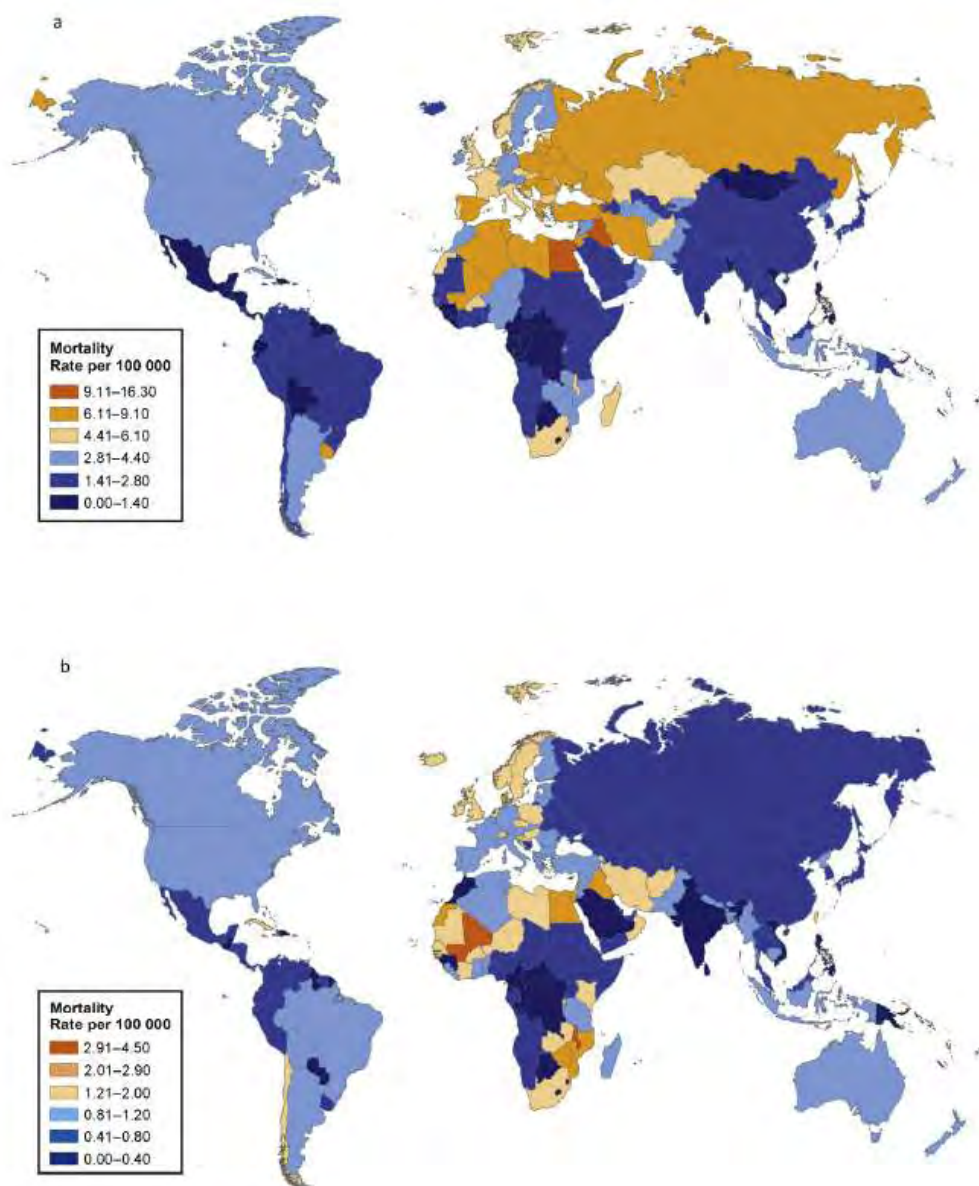 a
Mortality
Rate per 100 000
9.11–16.30
6.11–9.10
4.41–6.10
2.81–4.40
1.41–2.80
0.00–1.40
b
Mortality
Rate per 100 000
2.91–4.50
2.01–2.90
1.21–2.00
0.81–1.20
0.41–0.80
0.00–0.40